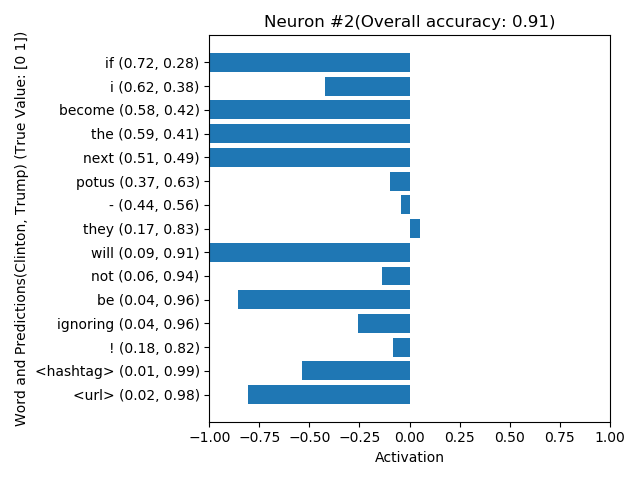 Neuron #2(Overall accuracy: 0.91)
Word and Predictions(Clinton, Trump) (True Value: [0 1])
if (0.72, 0.28)
i (0.62, 0.38)
become (0.58, 0.42)
the (0.59, 0.41)
next (0.51, 0.49)
potus (0.37, 0.63)
- (0.44, 0.56)
they (0.17, 0.83)
will (0.09, 0.91)
not (0.06, 0.94)
be (0.04, 0.96)
ignoring (0.04, 0.96)
! (0.18, 0.82)
<hashtag> (0.01, 0.99)
<url> (0.02, 0.98)
−1.00 −0.75 −0.50 −0.25 0.00 0.25 0.50 0.75 1.00
Activation